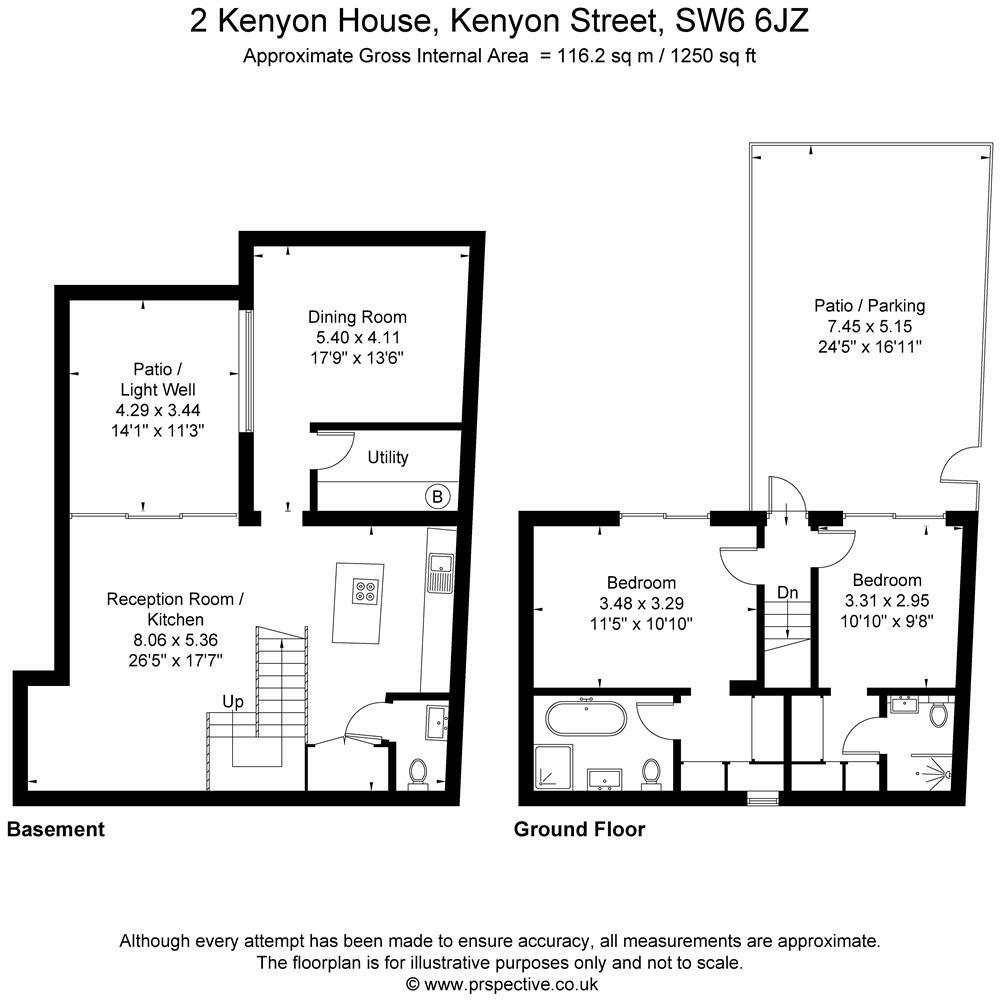 2 Kenyon House, Kenyon Street, SW6 6JZ
Approximate Gross Internal Area = 116.2 sq m / 1250 sq ft
Dining Room
5.40 x 4.11
17'9" x 13'6"
Patio /
Light Well
4.29 x 3.44
14'1" x 11'3"
Utility
B
Reception Room /
Kitchen
8.06 x 5.36
26'5" x 17'7"
Up
Basement
Patio / Parking
7.45 x 5.15
24'5" x 16'11"
Bedroom
3.48 x 3.29
11'5" x 10'10"
Dn
Bedroom
3.31 x 2.95
10'10" x 9'8"
Ground Floor
Although every attempt has been made to ensure accuracy, all measurements are approximate.
The floorplan is for illustrative purposes only and not to scale.
© www.prspective.co.uk